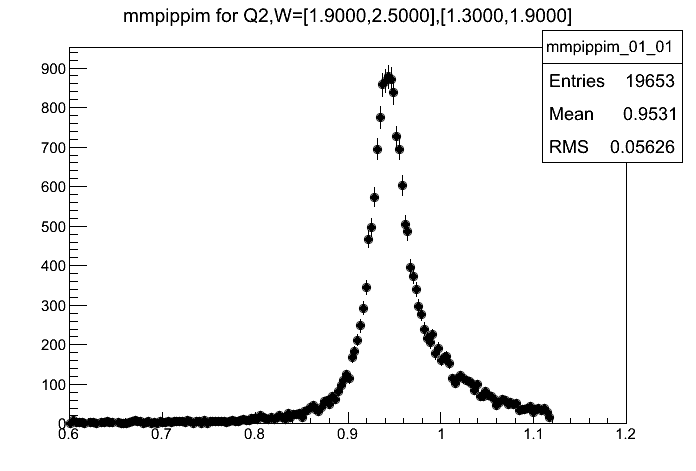 mmpippim for Q2,W=[1.9000,2.5000],[1.3000,1.9000]
mmpippim_01_01
Entries 19653
Mean 0.9531
RMS 0.05626
900
800
700
600
500
400
300
200
100
0
0.6 0.7 0.8 0.9 1 1.1 1.2